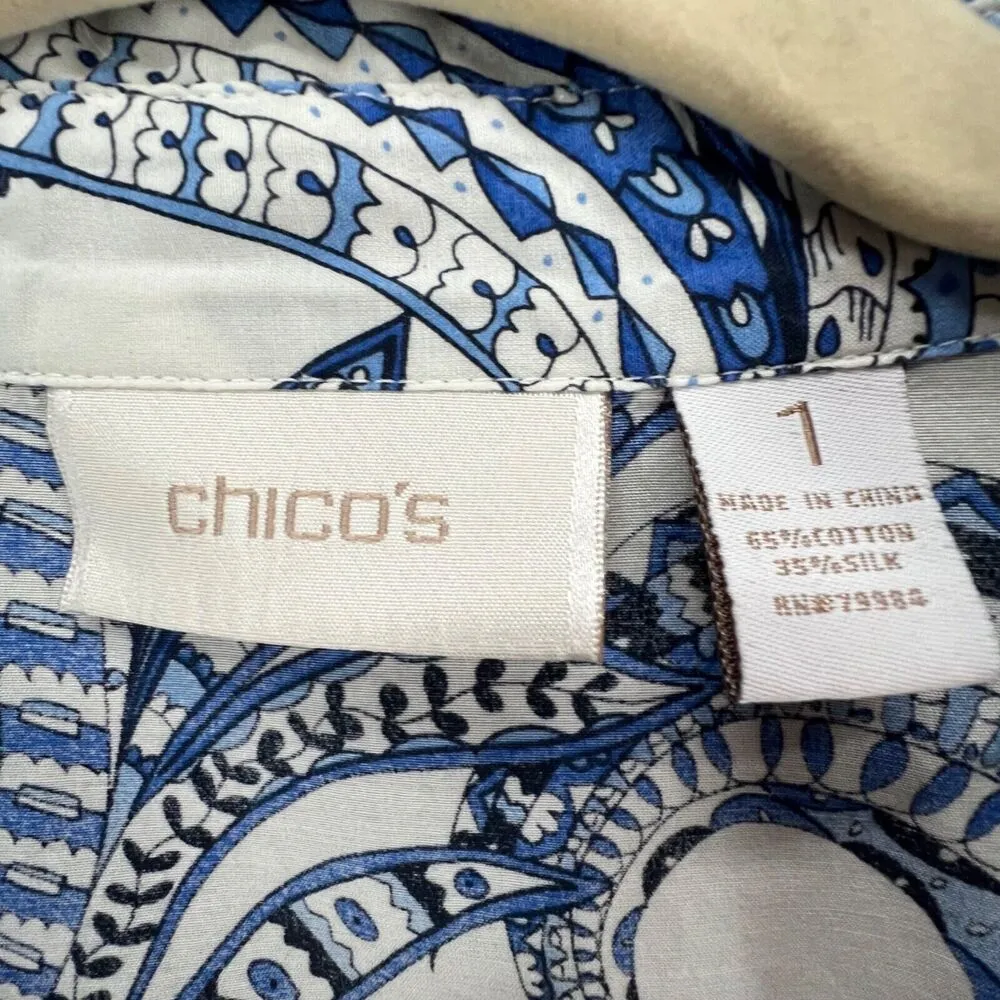 chico's
1
MADE IN CHINA
65%COTTON
35%SILK
RN#79984